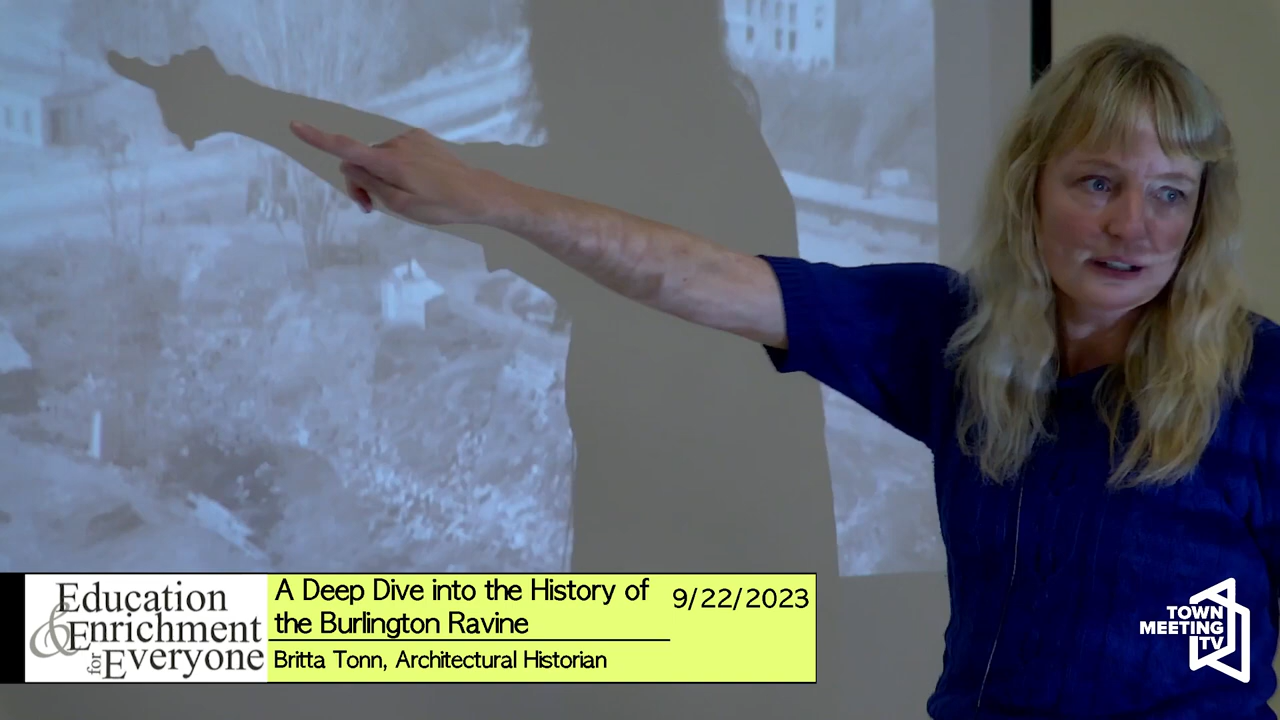 Education
& Enrichment
for Everyone
A Deep Dive into the History of
the Burlington Ravine
9/22/2023
Britta Tonn, Architectural Historian
TOWN
MEETING
TV